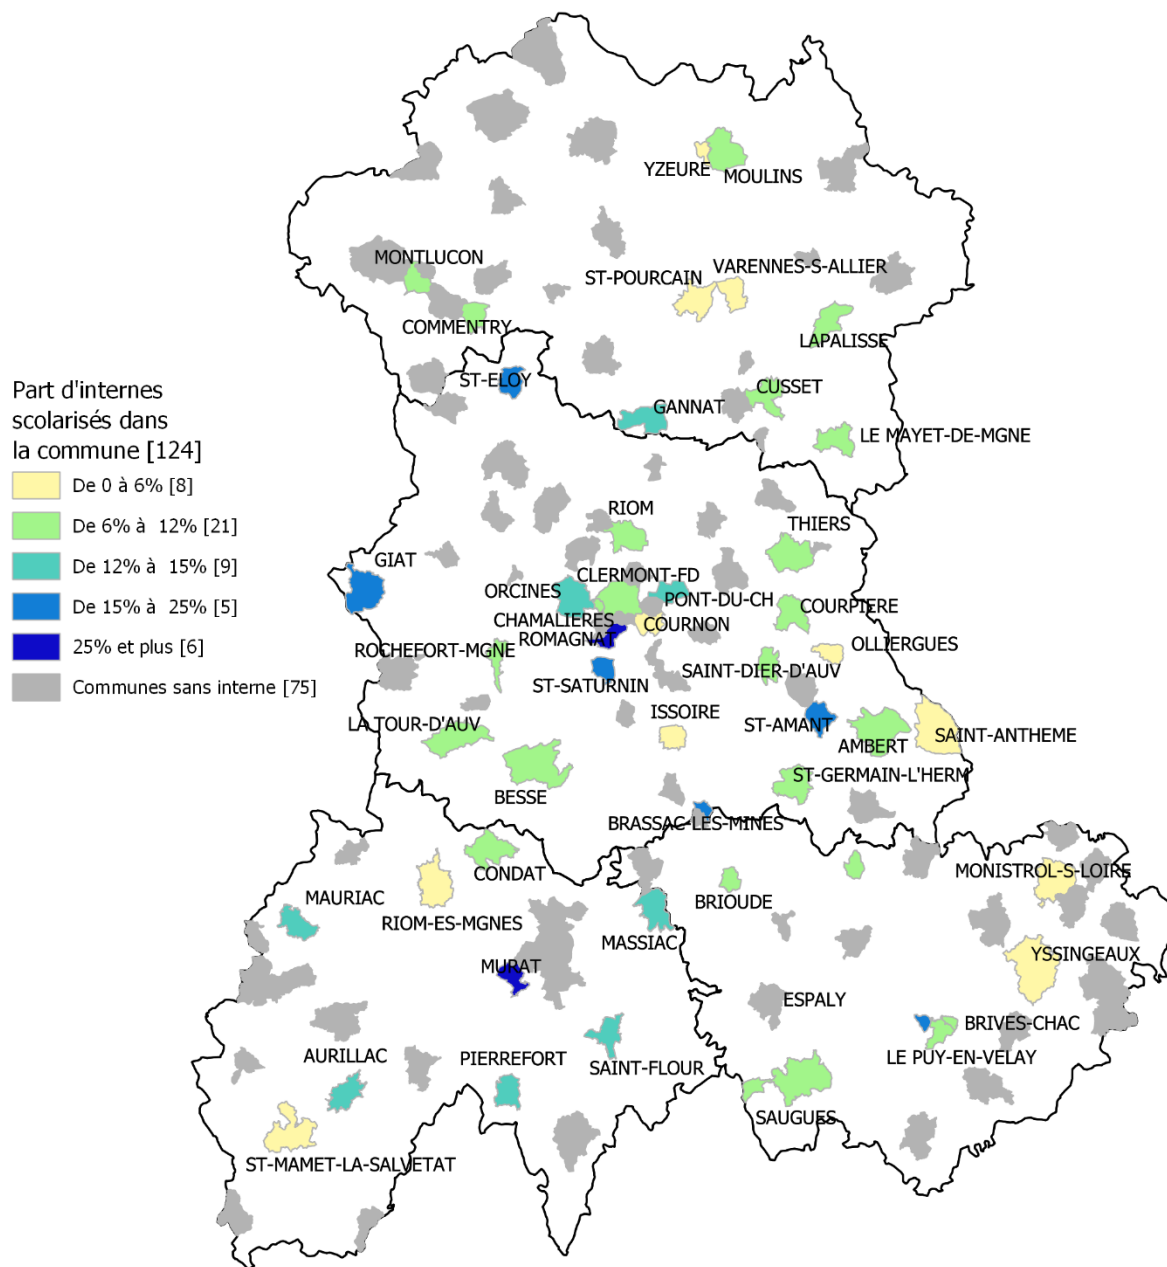 YZEURE
MOULINS
MONTLUCON
ST-POURCAIN
VARENNES-S-ALLIER
COMMENTRY
LAPALISSE
Part d'internes
scolarisés dans
la commune [124]
De 0 à 6% [8]
De 6% à 12% [21]
De 12% à 15% [9]
De 15% à 25% [5]
25% et plus [6]
Communes sans interne [75]
ST-ELOY
CUSSET
GANNAT
LE MAYET-DE-MGNE
RIOM
THIERS
GIAT
CLERMONT-FD
ORCINES
PONT-DU-CH
COURPIERE
CHAMALIERES
COURNON
ROMAGNAT
OLLIERGUES
ROCHEFORT-MGNE
SAINT-DIER-D'AUV
ST-SATURNIN
ISSOIRE
LA TOUR-D'AUV
ST-AMANT
SAINT-ANTHEME
AMBERT
ST-GERMAIN-L'HERM
BESSE
BRASSAC-LES-MINES
CONDAT
MONISTROL-S-LOIRE
MAURIAC
BRIOUDE
RIOM-ES-MGNES
MASSIAC
YSSINGEAUX
MURAT
ESPALY
BRIVES-CHAC
AURILLAC
PIERREFORT
SAINT-FLOUR
LE PUY-EN-VELAY
SAUGUES
ST-MAMET-LA-SALVETAT